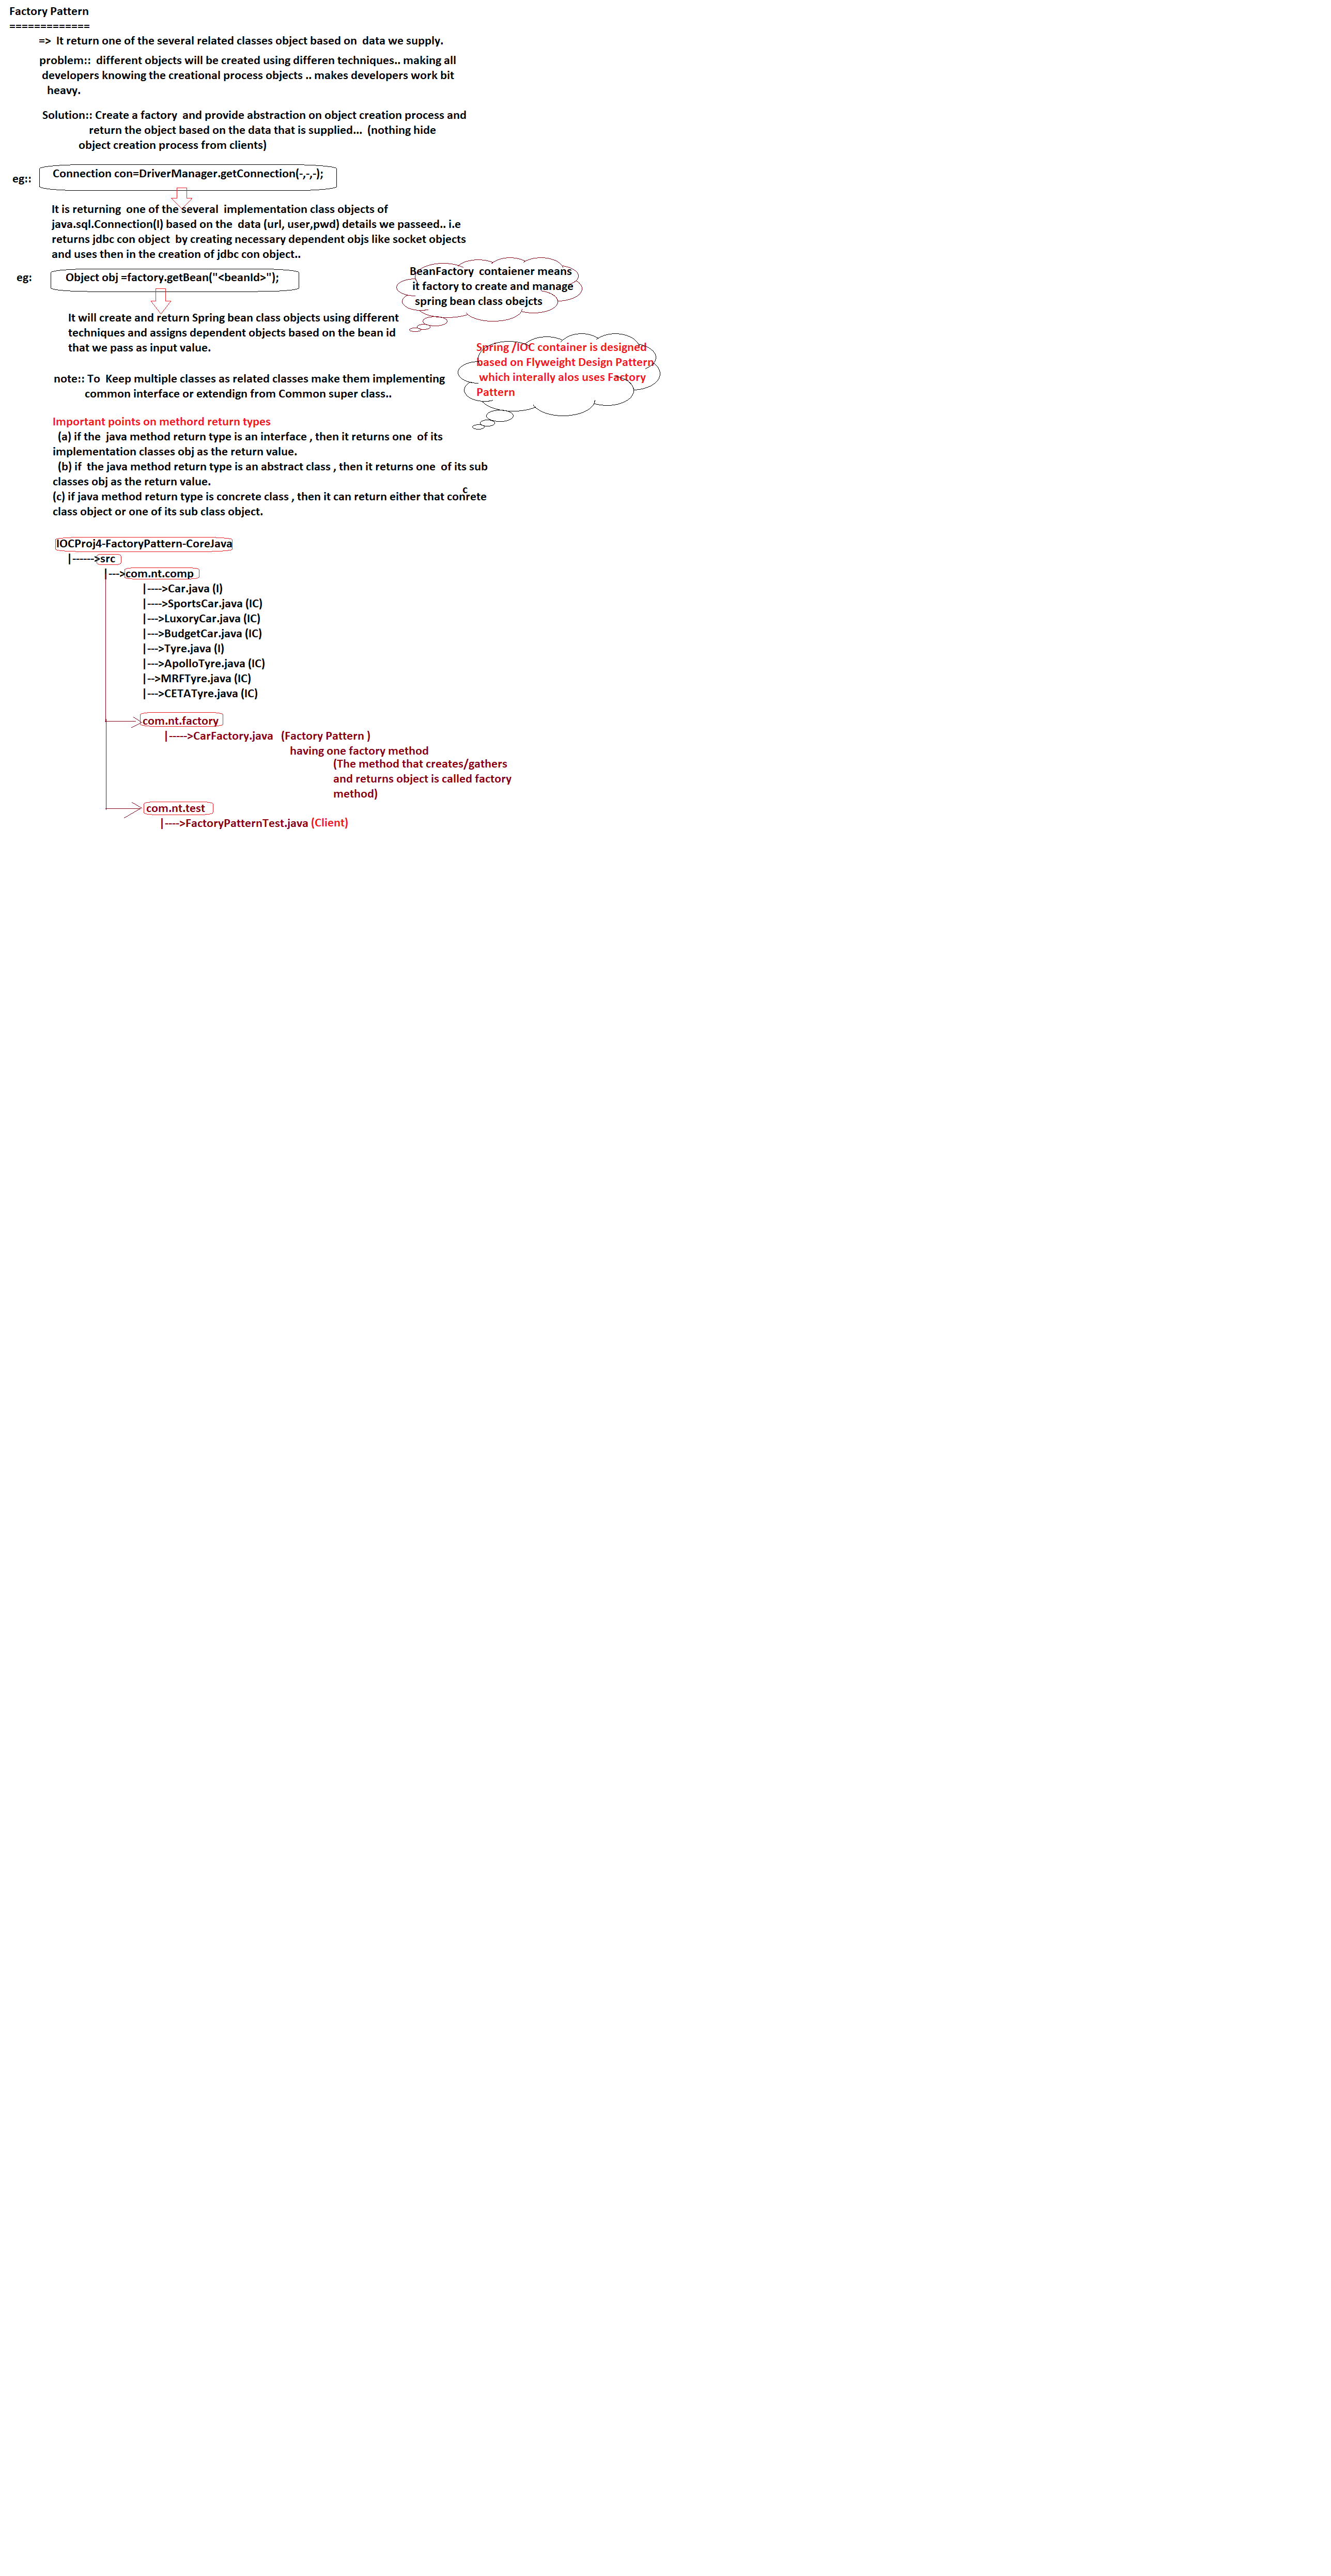 Factory Pattern
=============
=>  It return one of the several related classes object based on  data we supply.
problem::  different objects will be created using differen techniques.. making all
developers knowing the creational process objects .. makes developers work bit
heavy.
Solution:: Create a factory  and provide abstraction on object creation process and
return the object based on the data that is supplied...  (nothing hide
object creation process from clients)
eg::
Connection con=DriverManager.getConnection(-,-,-);
It is returning  one of the several  implementation class objects of
java.sql.Connection(I) based on the  data (url, user,pwd) details we passeed.. i.e
returns jdbc con object  by creating necessary dependent objs like socket objects
and uses then in the creation of jdbc con object..
eg:
Object obj =factory.getBean("<beanId>");
BeanFactory  contaiener means
it factory to create and manage
spring bean class obejcts
It will create and return Spring bean class objects using different
techniques and assigns dependent objects based on the bean id
that we pass as input value.
Spring /IOC container is designed
based on Flyweight Design Pattern
which interally alos uses Factory
Pattern
note:: To  Keep multiple classes as related classes make them implementing
common interface or extendign from Common super class..
Important points on methord return types
(a) if the  java method return type is an interface , then it returns one  of its
implementation classes obj as the return value.
(b) if  the java method return type is an abstract class , then it returns one  of its sub
classes obj as the return value.
c
(c) if java method return type is concrete class , then it can return either that conrete
class object or one of its sub class object.
IOCProj4-FactoryPattern-CoreJava
|------>src
|--->com.nt.comp
|---->Car.java (I)
|---->SportsCar.java (IC)
|--->LuxoryCar.java (IC)
|--->BudgetCar.java (IC)
|--->Tyre.java (I)
|--->ApolloTyre.java (IC)
|-->MRFTyre.java (IC)
|--->CETATyre.java (IC)
com.nt.factory
|----->CarFactory.java   (Factory Pattern )
having one factory method
(The method that creates/gathers
and returns object is called factory
method)
com.nt.test
|---->FactoryPatternTest.java (Client)